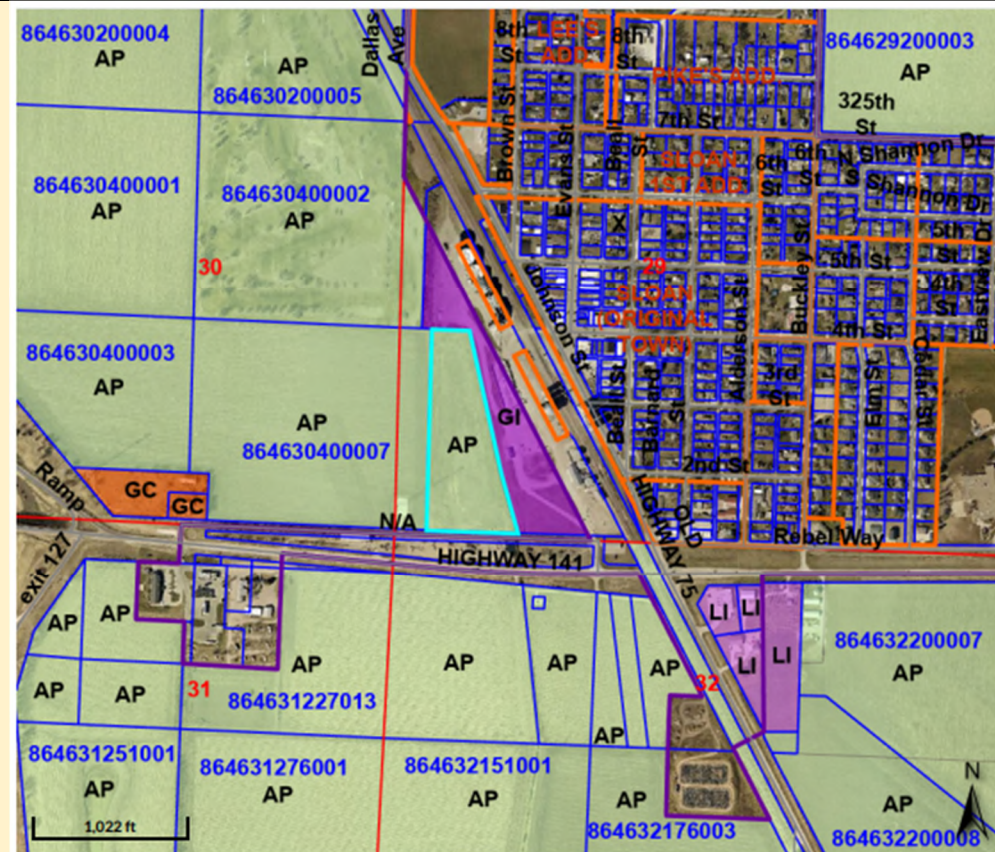 864630200004
AP
AP
864630200005
Dallas
Ave
8th
St
LEE'S
ADD
8th
St
PIKE'S ADD
864629200003
AP
325th
St
7th St
Brown St
Evans St
Beall
St
SLOAN
1ST ADD
6th
St
6th
St
N Shannon Dr
S Shannon Dr
864630400001
AP
864630400002
AP
30
X
29
SLOAN
(ORIGINAL
TOWN)
5th
St
5th St
4th
St
4th St
Eastview Dr
Buckley St
Alderson St
Johnson St
864630400003
AP
AP
864630400007
AP
GI
3rd
St
Beall St
Barnard
St
Elm St
Cedar St
2nd St
Ramp
GC
GC
N/A
OLD
HIGHWAY 75
Rebel Way
HIGHWAY 141
exit 127
AP
AP
AP
AP
AP
AP
AP
AP
AP
LI
LI
LI
LI
864632200007
AP
31
864631227013
32
864631251001
AP
864631276001
AP
864632151001
AP
AP
864632176003
AP
864632200008
N
1,022 ft